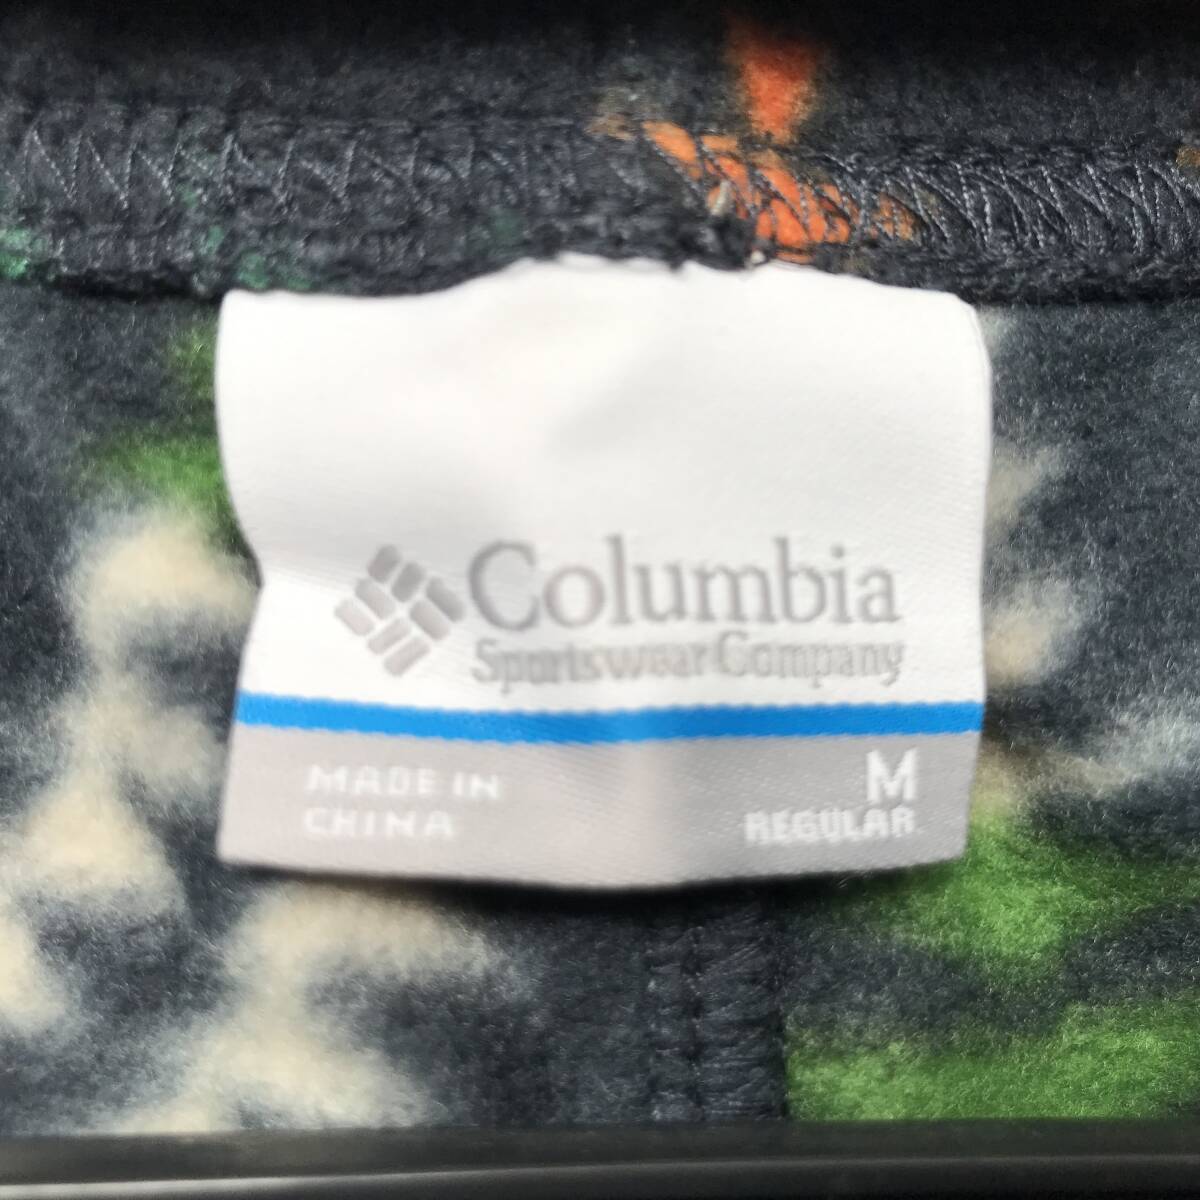 Columbia
Sportswear Company
MADE IN
CHINA
M
REGULAR